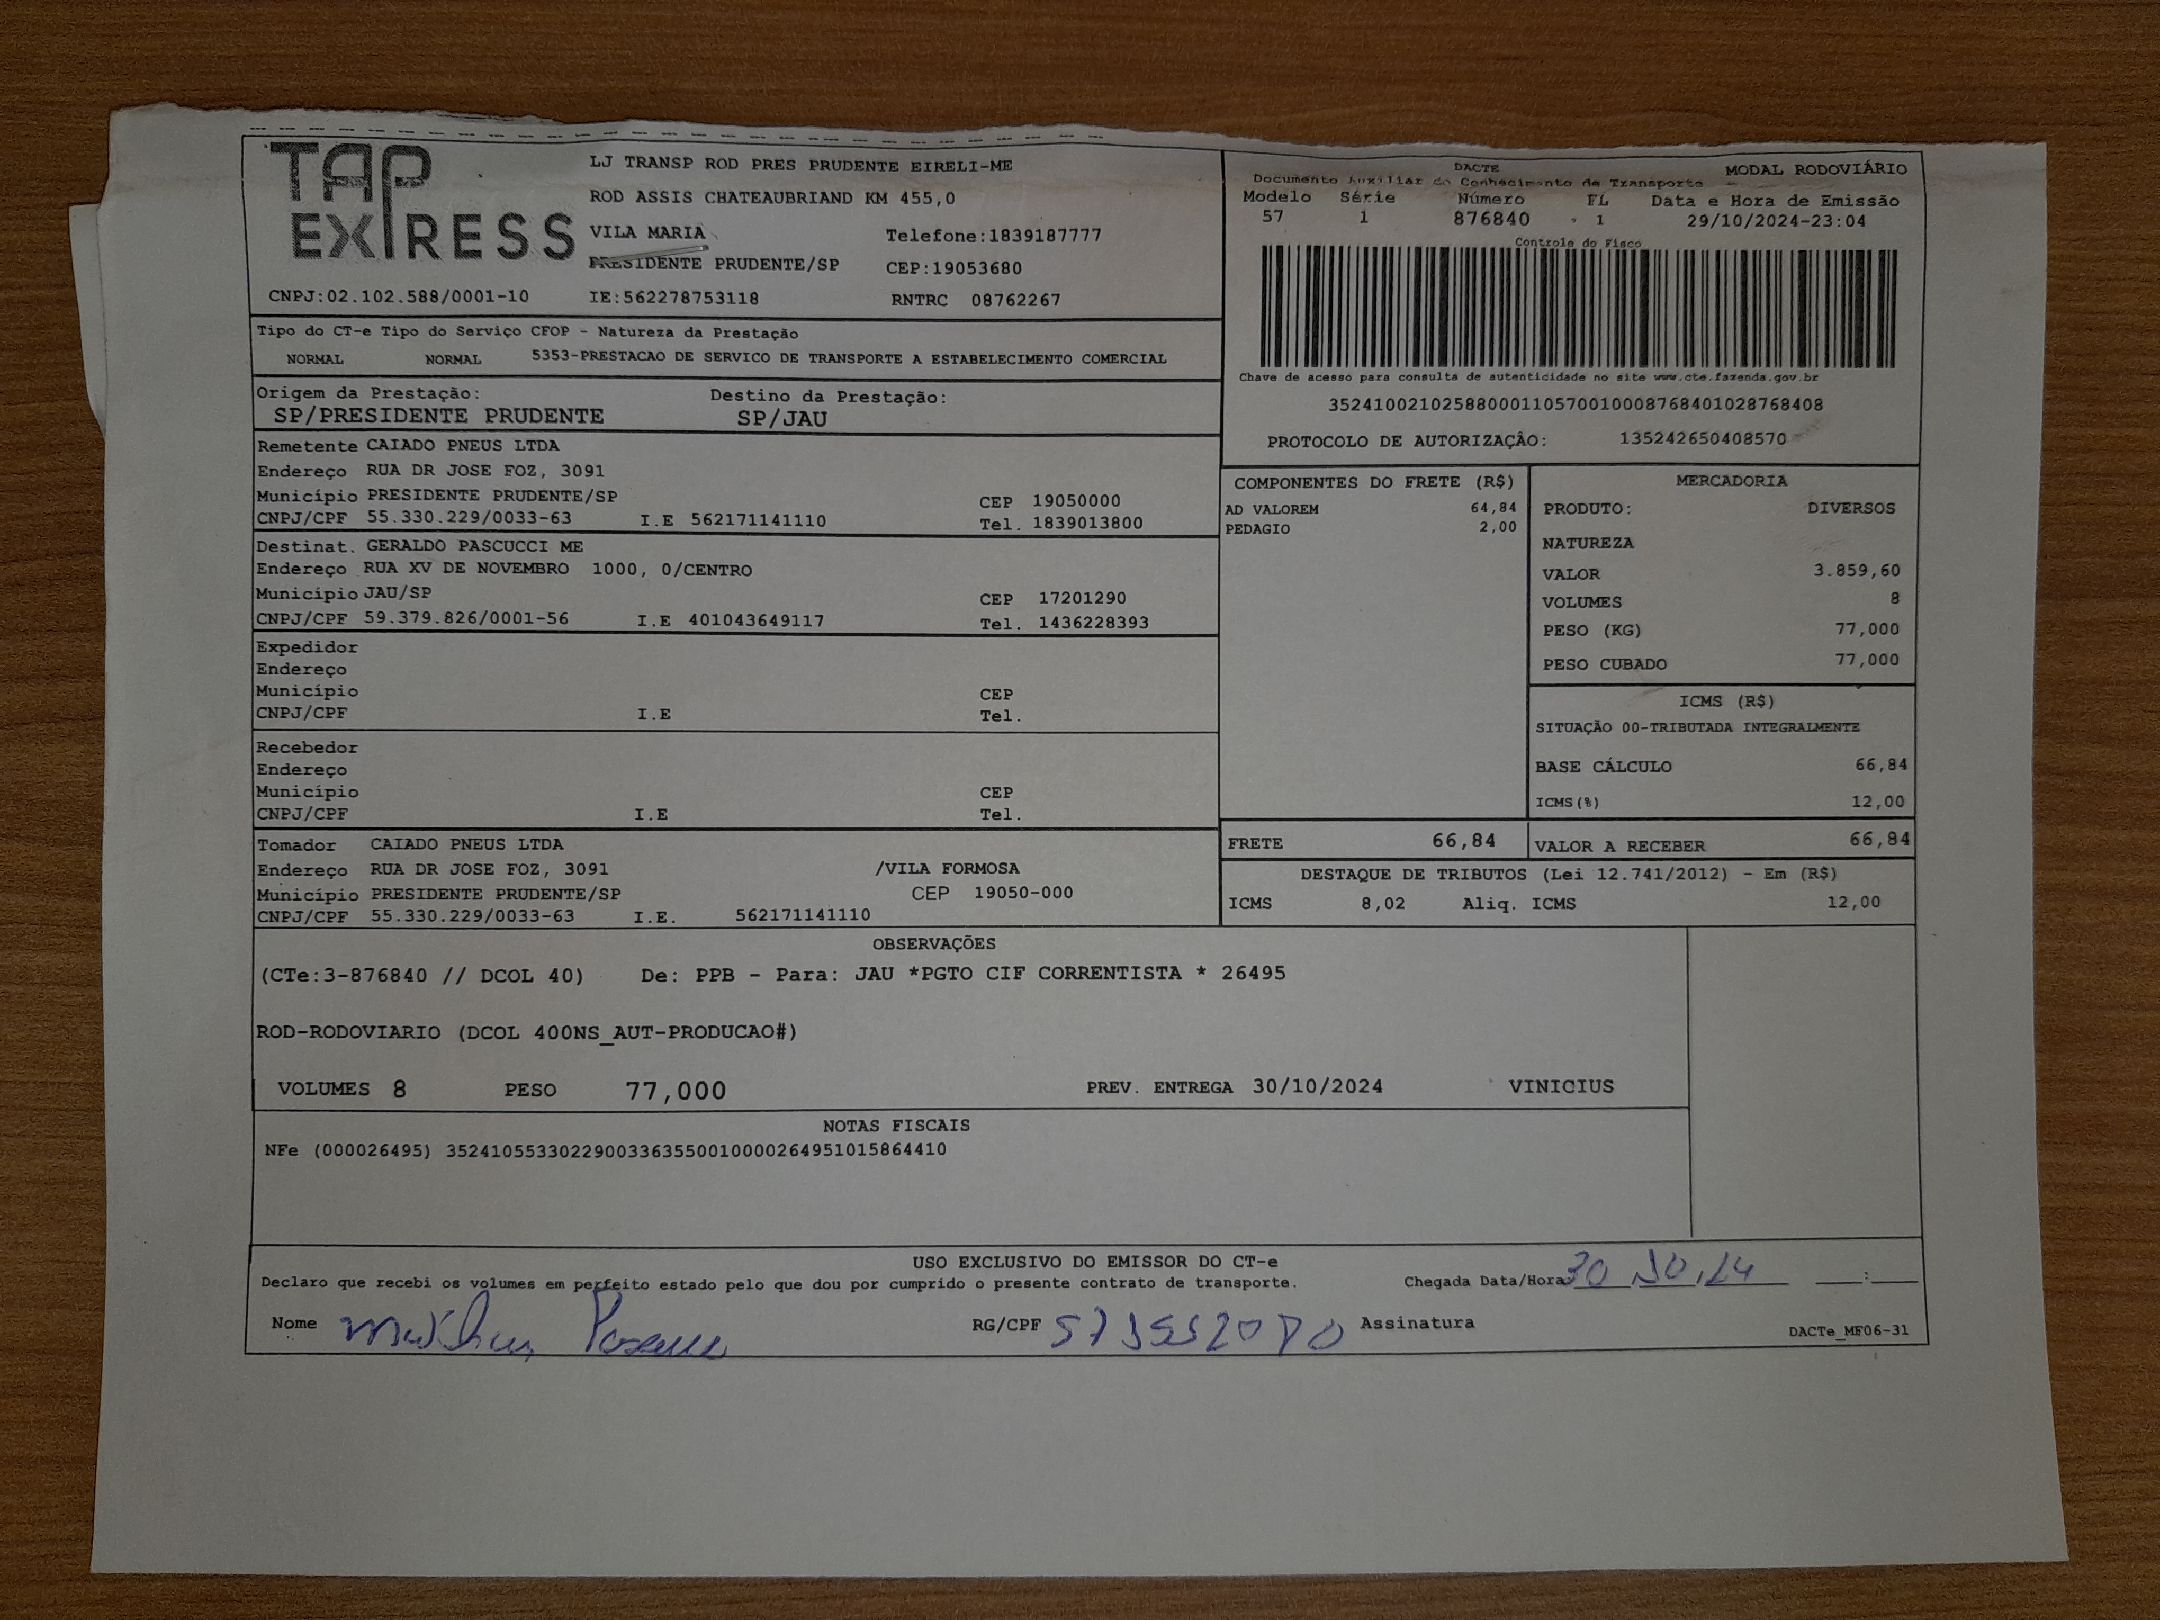 TAP
EXPRESS
LJ TRANSP ROD PRES PRUDENTE EIRELI-ME
ROD ASSIS CHATEAUBRIAND KM 455,0
VILA MARIA Telefone:1839187777
PRESIDENTE PRUDENTE/SP CEP:19053680
CNPJ:02.102.588/0001-10 IE:562278753118 RNTRC 08762267
DACTE MODAL RODOVIÁRIO
Documento Auxiliar do Conhecimento de Transporte
Modelo Série Número FL Data e Hora de Emissão
57 1 876840 1 29/10/2024-23:04
Controle do Fisco
Chave de acesso para consulta de autenticidade no site www.cte.fazenda.gov.br
35241002102588000110570010008768401028768408
PROTOCOLO DE AUTORIZAÇÃO: 135242650408570
Tipo do CT-e Tipo do Serviço CFOP - Natureza da Prestação
NORMAL NORMAL 5353-PRESTACAO DE SERVICO DE TRANSPORTE A ESTABELECIMENTO COMERCIAL
Origem da Prestação: Destino da Prestação:
SP/PRESIDENTE PRUDENTE SP/JAU
Remetente CAIADO PNEUS LTDA
Endereço RUA DR JOSE FOZ, 3091
Município PRESIDENTE PRUDENTE/SP CEP 19050000
CNPJ/CPF 55.330.229/0033-63 I.E 562171141110 Tel. 1839013800
Destinat. GERALDO PASCUCCI ME
Endereço RUA XV DE NOVEMBRO 1000, 0/CENTRO
Município JAU/SP CEP 17201290
CNPJ/CPF 59.379.826/0001-56 I.E 401043649117 Tel. 1436228393
Expedidor
Endereço
Município CEP
CNPJ/CPF I.E Tel.
Recebedor
Endereço
Município CEP
CNPJ/CPF I.E Tel.
Tomador CAIADO PNEUS LTDA
Endereço RUA DR JOSE FOZ, 3091 /VILA FORMOSA
Município PRESIDENTE PRUDENTE/SP CEP 19050-000
CNPJ/CPF 55.330.229/0033-63 I.E. 562171141110
COMPONENTES DO FRETE (R$)
AD VALOREM 64,84
PEDAGIO 2,00
MERCADORIA
PRODUTO: DIVERSOS
NATUREZA
VALOR 3.859,60
VOLUMES 8
PESO (KG) 77,000
PESO CUBADO 77,000
ICMS (R$)
SITUAÇÃO 00-TRIBUTADA INTEGRALMENTE
BASE CÁLCULO 66,84
ICMS(%) 12,00
FRETE 66,84 VALOR A RECEBER 66,84
DESTAQUE DE TRIBUTOS (Lei 12.741/2012) - Em (R$)
ICMS 8,02 Aliq. ICMS 12,00
OBSERVAÇÕES
(CTe:3-876840 // DCOL 40) De: PPB - Para: JAU *PGTO CIF CORRENTISTA * 26495
ROD-RODOVIARIO (DCOL 400NS_AUT-PRODUCAO#)
VOLUMES 8 PESO 77,000 PREV. ENTREGA 30/10/2024 VINICIUS
NOTAS FISCAIS
NFe (000026495) 35241055330229003363550010000264951015864410
USO EXCLUSIVO DO EMISSOR DO CT-e
Declaro que recebi os volumes em perfeito estado pelo que dou por cumprido o presente contrato de transporte. Chegada Data/Hora 30 10 24 :
Nome RG/CPF Assinatura
DACTe_MF06-31